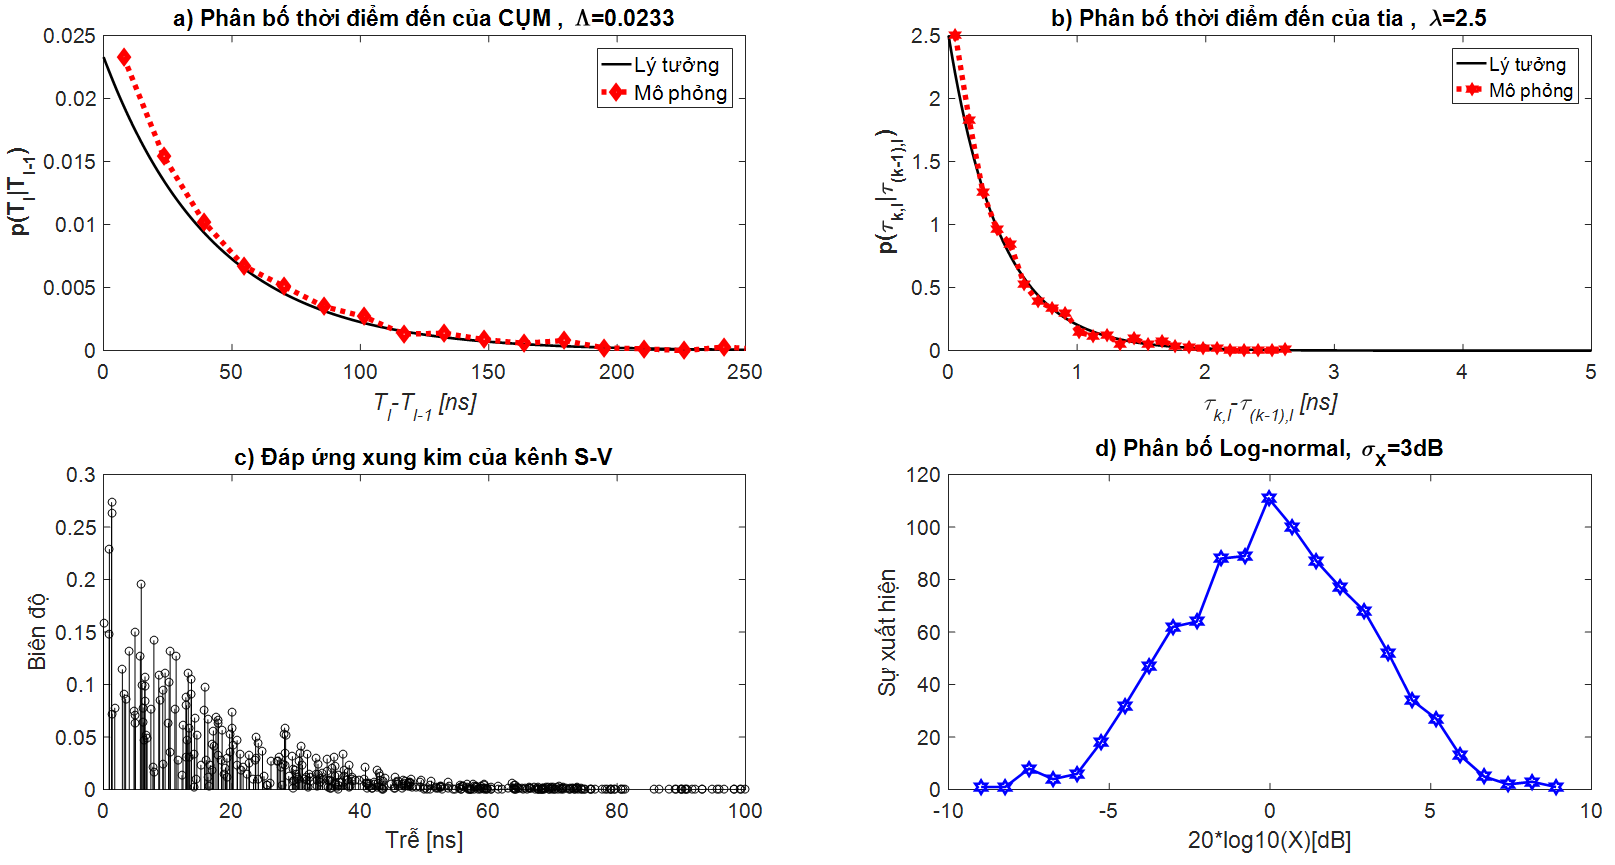 a) Phân bố thời điểm đến của CỤM , Λ=0.0233
0.025
0.02
0.015
0.01
0.005
0
p(T_l|T_l-1)
Lý tưởng
Mô phỏng
0 50 100 150 200 250
T_l-T_l-1 [ns]
b) Phân bố thời điểm đến của tia , λ=2.5
2.5
2
1.5
1
0.5
0
p(τ_k,l|τ_(k-1),l)
Lý tưởng
Mô phỏng
0 1 2 3 4 5
τ_k,l-τ_(k-1),l [ns]
c) Đáp ứng xung kim của kênh S-V
0.3
0.25
0.2
0.15
0.1
0.05
0
Biên độ
0 20 40 60 80 100
Trễ [ns]
d) Phân bố Log-normal, σ_X=3dB
120
100
80
60
40
20
0
Sự xuất hiện
-10 -5 0 5 10
20*log10(X)[dB]